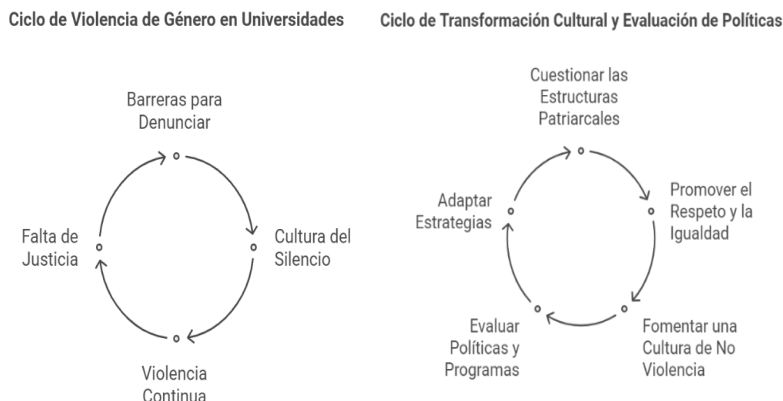 Ciclo de Violencia de Género en Universidades
Barreras para
Denunciar
Cultura del
Silencio
Violencia
Continua
Falta de
Justicia
Ciclo de Transformación Cultural y Evaluación de Políticas
Cuestionar las
Estructuras
Patriarcales
Promover el
Respeto y la
Igualdad
Fomentar una
Cultura de No
Violencia
Evaluar
Políticas y
Programas
Adaptar
Estrategias